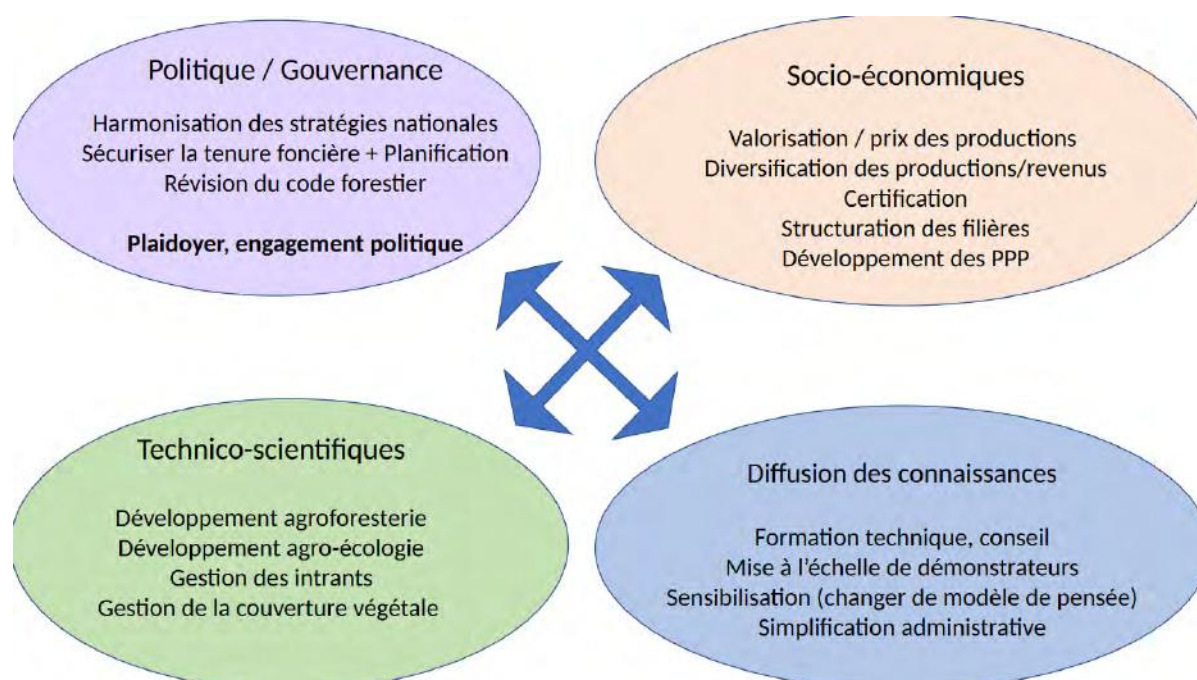 Politique / Gouvernance
Harmonisation des stratégies nationales
Sécuriser la tenure foncière + Planification
Révision du code forestier
Plaidoyer, engagement politique
Socio-économiques
Valorisation / prix des productions
Diversification des productions/revenus
Certification
Structuration des filières
Développement des PPP
Technico-scientifiques
Développement agroforesterie
Développement agro-écologie
Gestion des intrants
Gestion de la couverture végétale
Diffusion des connaissances
Formation technique, conseil
Mise à l’échelle de démonstrateurs
Sensibilisation (changer de modèle de pensée)
Simplification administrative